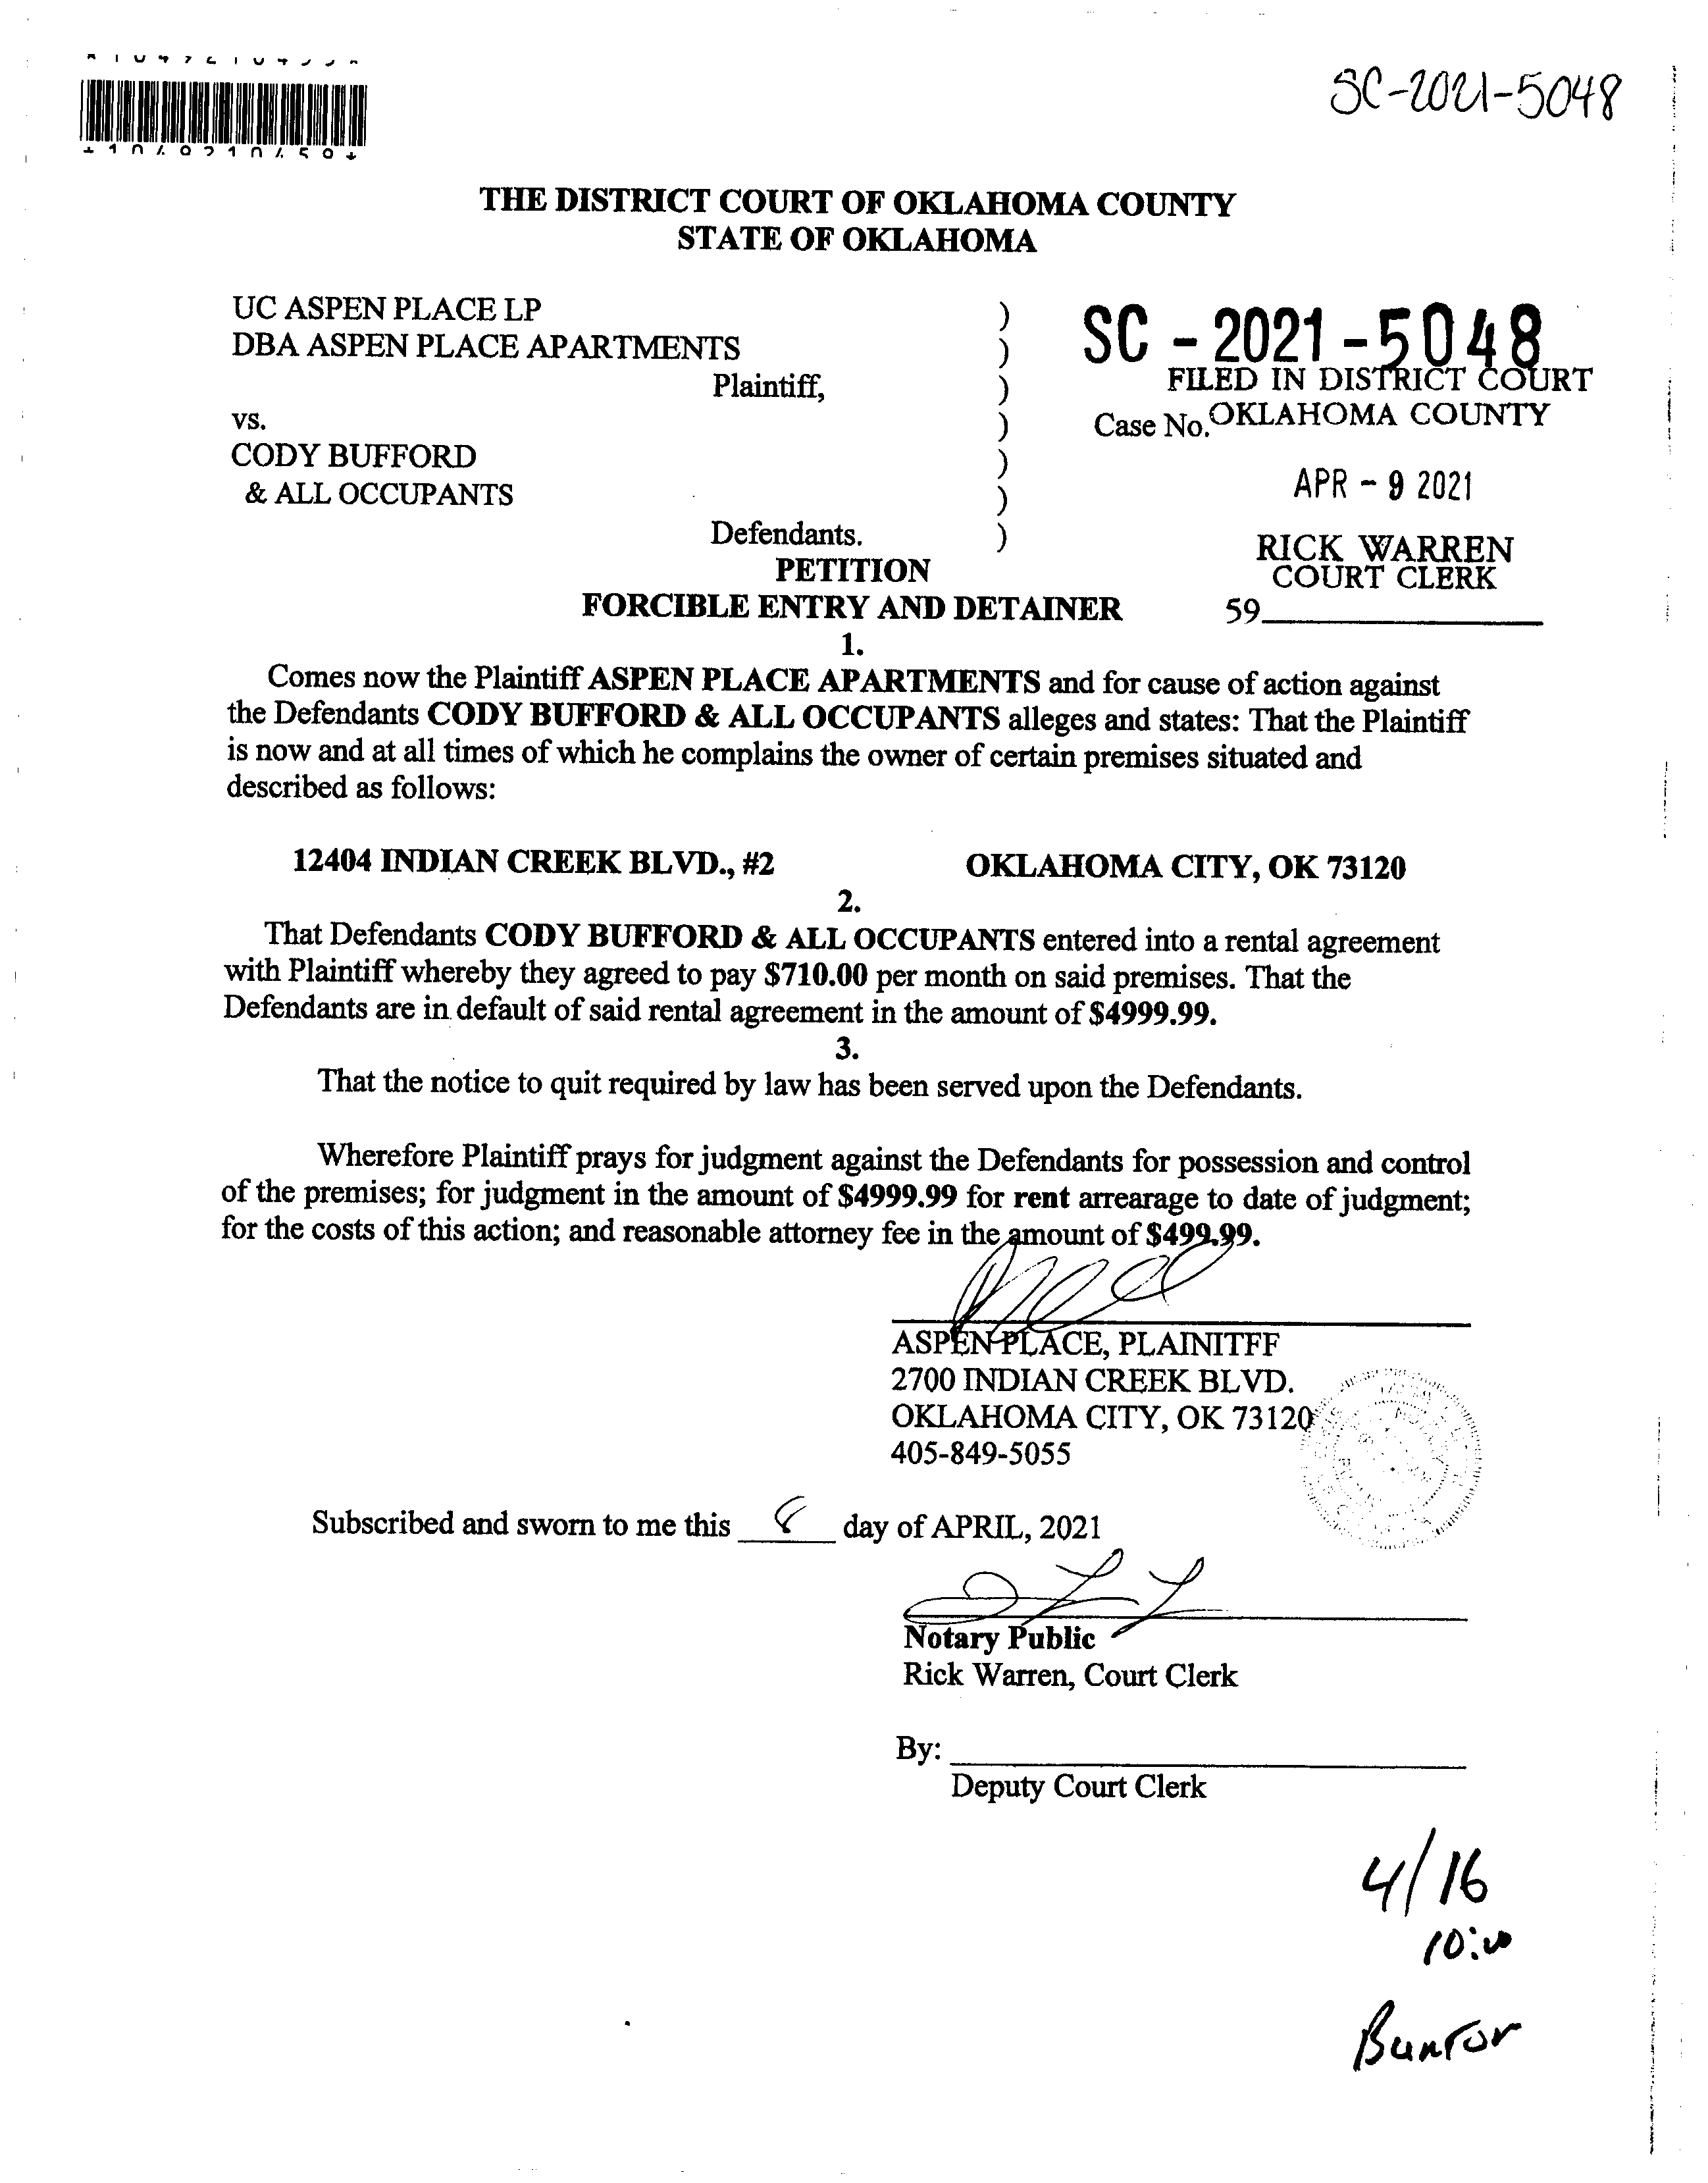 SC-2021-5048
THE DISTRICT COURT OF OKLAHOMA COUNTY
STATE OF OKLAHOMA
UC ASPEN PLACE LP )
DBA ASPEN PLACE APARTMENTS )
Plaintiff, )
vs. )
CODY BUFFORD )
& ALL OCCUPANTS )
Defendants. )
SC - 2021 - 5048
FILED IN DISTRICT COURT
Case No. OKLAHOMA COUNTY
APR - 9 2021
RICK WARREN
COURT CLERK
59
PETITION
FORCIBLE ENTRY AND DETAINER
1.
Comes now the Plaintiff ASPEN PLACE APARTMENTS and for cause of action against
the Defendants CODY BUFFORD & ALL OCCUPANTS alleges and states: That the Plaintiff
is now and at all times of which he complains the owner of certain premises situated and
described as follows:
12404 INDIAN CREEK BLVD., #2 OKLAHOMA CITY, OK 73120
2.
That Defendants CODY BUFFORD & ALL OCCUPANTS entered into a rental agreement
with Plaintiff whereby they agreed to pay $710.00 per month on said premises. That the
Defendants are in default of said rental agreement in the amount of $4999.99.
3.
That the notice to quit required by law has been served upon the Defendants.
Wherefore Plaintiff prays for judgment against the Defendants for possession and control
of the premises; for judgment in the amount of $4999.99 for rent arrearage to date of judgment;
for the costs of this action; and reasonable attorney fee in the amount of $499.99.
ASPEN PLACE, PLAINITFF
2700 INDIAN CREEK BLVD.
OKLAHOMA CITY, OK 73120
405-849-5055
Subscribed and sworn to me this 8 day of APRIL, 2021
Notary Public
Rick Warren, Court Clerk
By:
Deputy Court Clerk
4/16
10:00